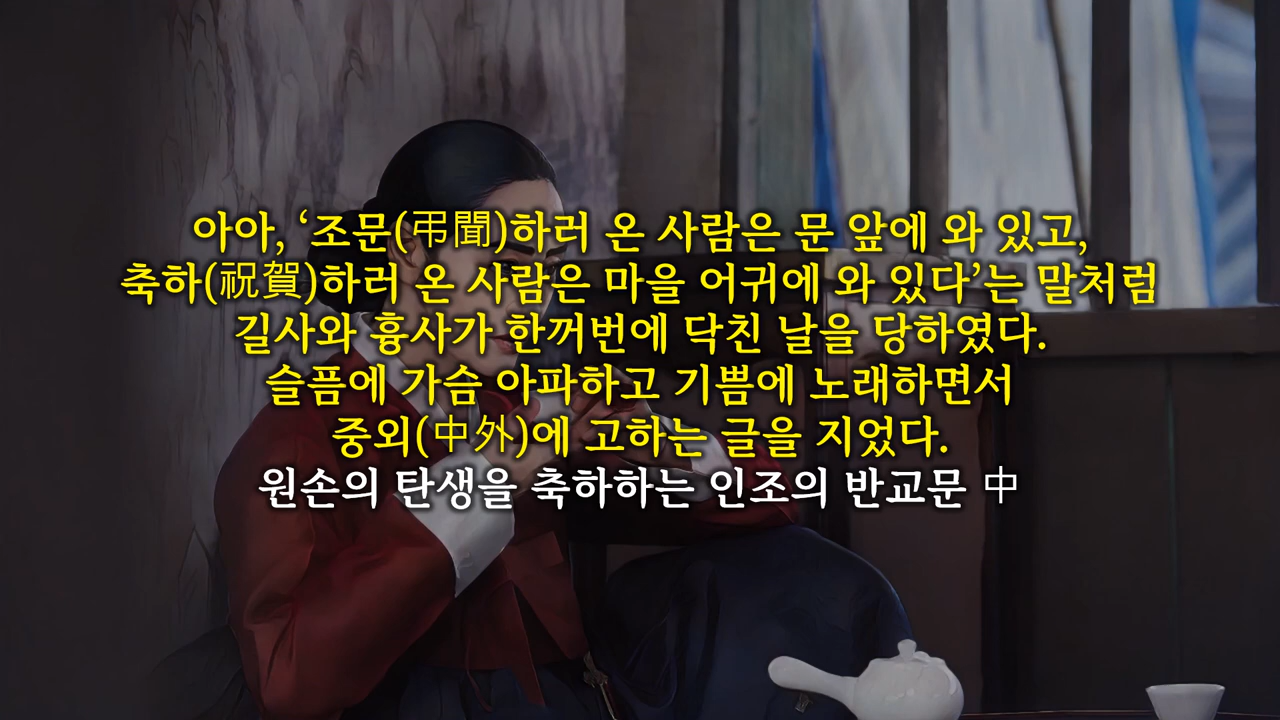 아아, ‘조문(弔聞)하러 온 사람은 문 앞에 와 있고,
축하(祝賀)하러 온 사람은 마을 어귀에 와 있다’는 말처럼
길사와 흉사가 한꺼번에 닥친 날을 당하였다.
슬픔에 가슴 아파하고 기쁨에 노래하면서
중외(中外)에 고하는 글을 지었다.
원손의 탄생을 축하하는 인조의 반교문 中